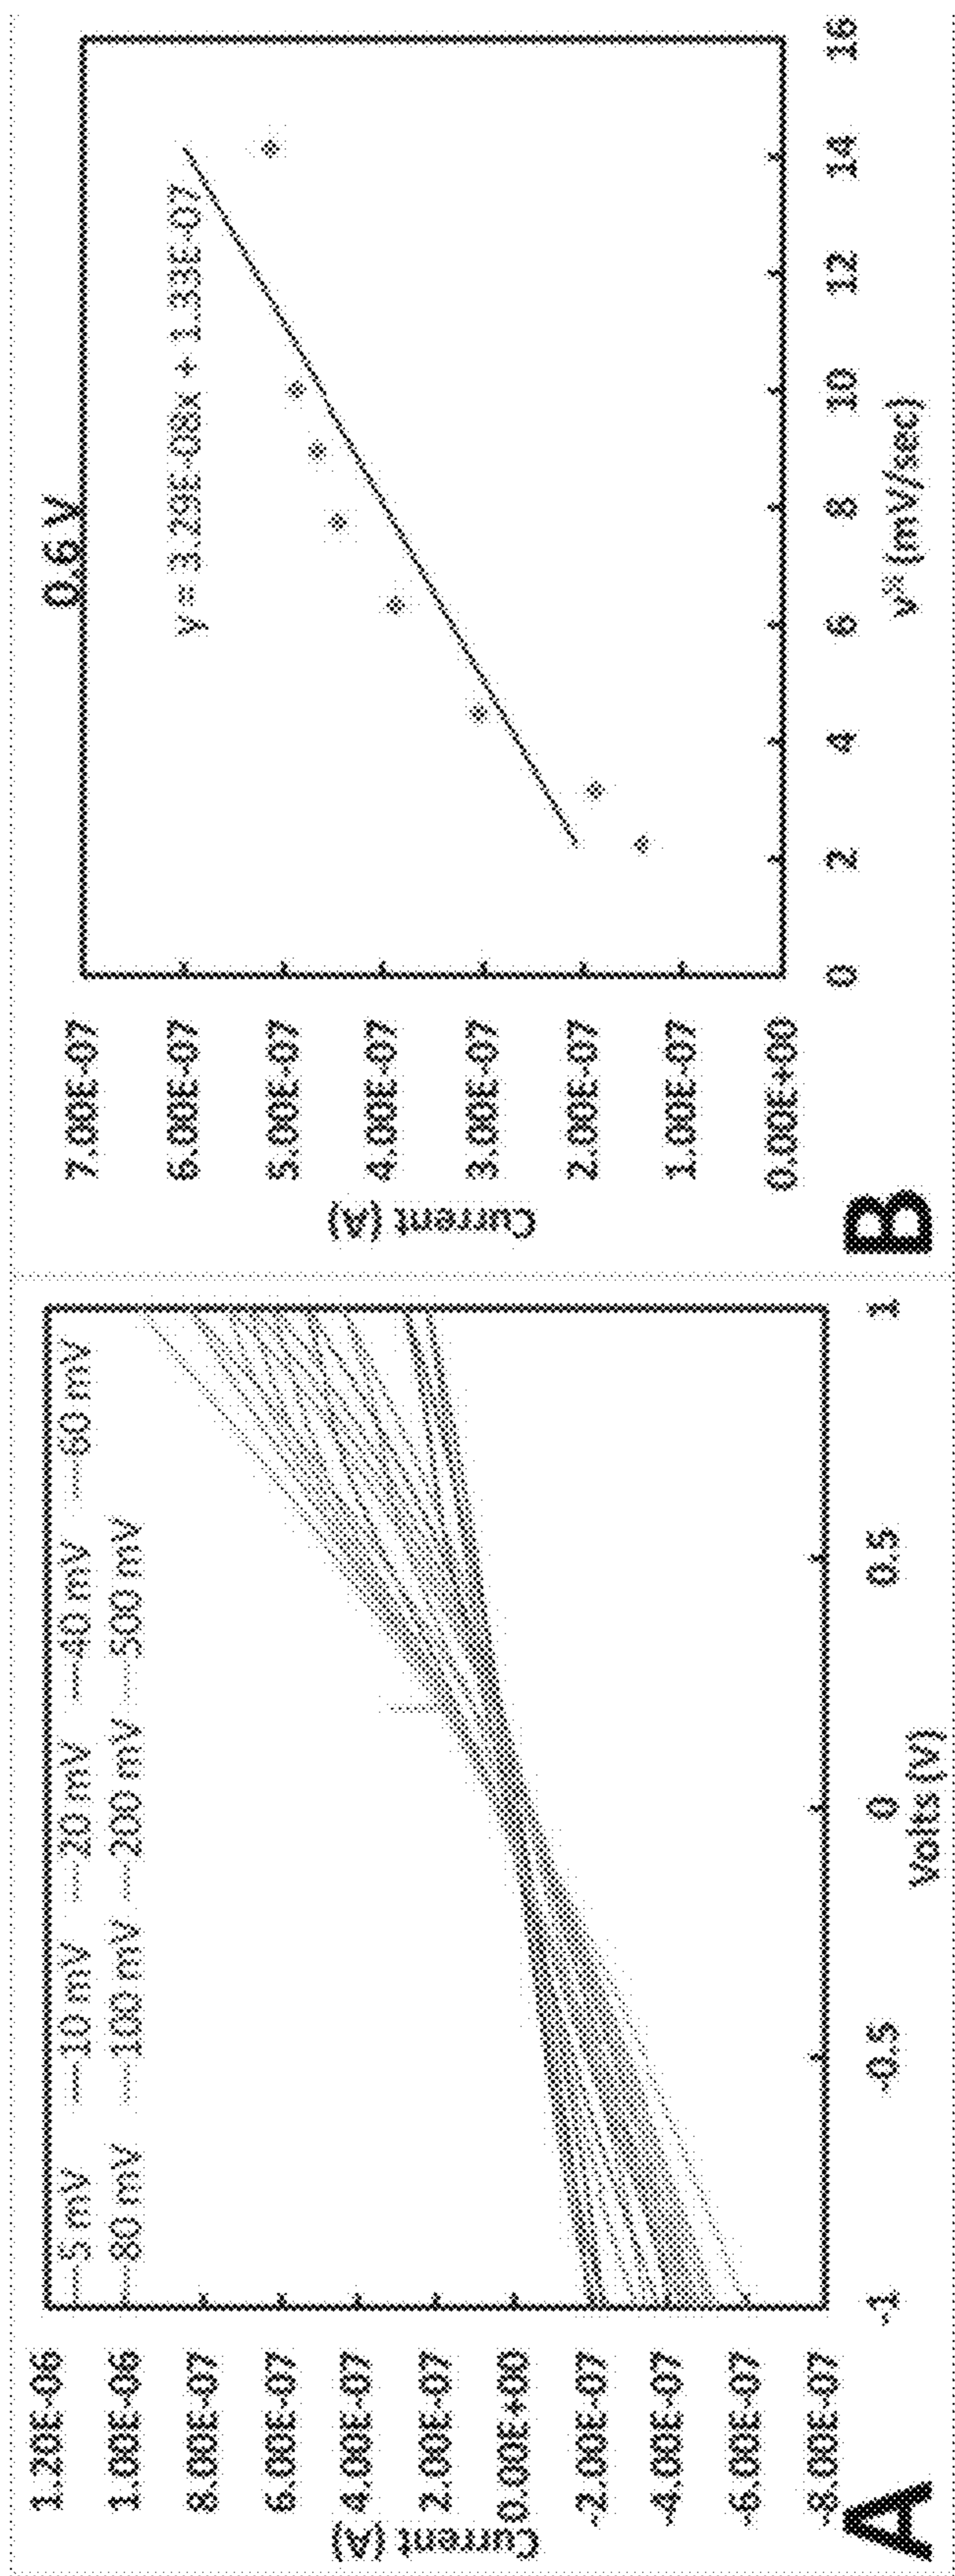 5 mV 10 mV 20 mV 40 mV 60 mV
80 mV 100 mV 200 mV 500 mV
1.20E-06
1.00E-06
8.00E-07
6.00E-07
4.00E-07
2.00E-07
0.00E+00
-2.00E-07
-4.00E-07
-6.00E-07
-8.00E-07
Current (A)
-1 -0.5 0 0.5 1
Volts (V)
A
0.6 V
y = 3.29E-08x + 1.33E-07
7.00E-07
6.00E-07
5.00E-07
4.00E-07
3.00E-07
2.00E-07
1.00E-07
0.00E+00
Current (A)
0 2 4 6 8 10 12 14 16
(mV/sec)
B